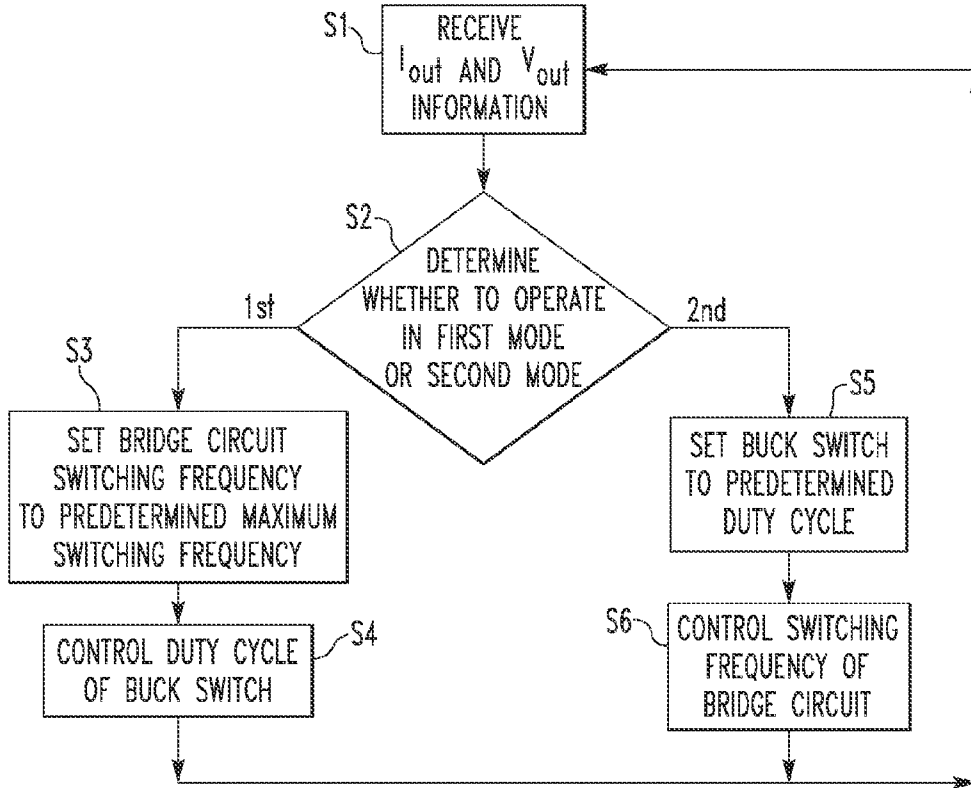 S1
RECEIVE
Iout AND Vout
INFORMATION
S2
DETERMINE
WHETHER TO OPERATE
IN FIRST MODE
OR SECOND MODE
1st
2nd
S3
SET BRIDGE CIRCUIT
SWITCHING FREQUENCY
TO PREDETERMINED MAXIMUM
SWITCHING FREQUENCY
S4
CONTROL DUTY CYCLE
OF BUCK SWITCH
S5
SET BUCK SWITCH
TO PREDETERMINED
DUTY CYCLE
S6
CONTROL SWITCHING
FREQUENCY OF
BRIDGE CIRCUIT